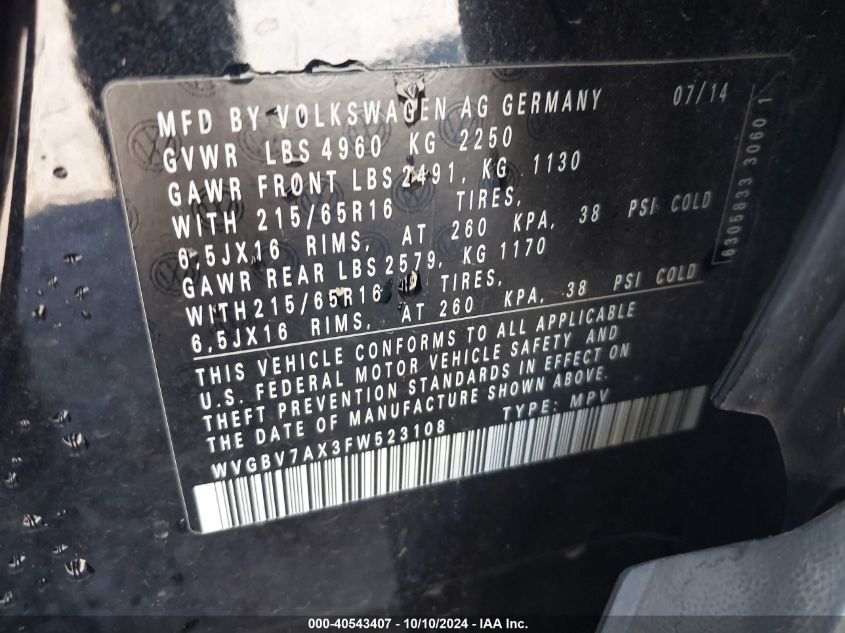 MFD BY VOLKSWAGEN AG GERMANY 07/14
GVWR LBS 4960 KG 2250
GAWR FRONT LBS 2491, KG 1130
WITH 215/65R16 TIRES,
6,5JX16 RIMS, AT 260 KPA, 38 PSI COLD
GAWR REAR LBS 2579, KG 1170
WITH 215/65R16 TIRES,
6,5JX16 RIMS, AT 260 KPA, 38 PSI COLD
THIS VEHICLE CONFORMS TO ALL APPLICABLE
U.S. FEDERAL MOTOR VEHICLE SAFETY AND
THEFT PREVENTION STANDARDS IN EFFECT ON
THE DATE OF MANUFACTURE SHOWN ABOVE.
WVGBV7AX3FW523108 TYPE: MPV
6305833 3060 1
000-40543407 - 10/10/2024 - IAA Inc.